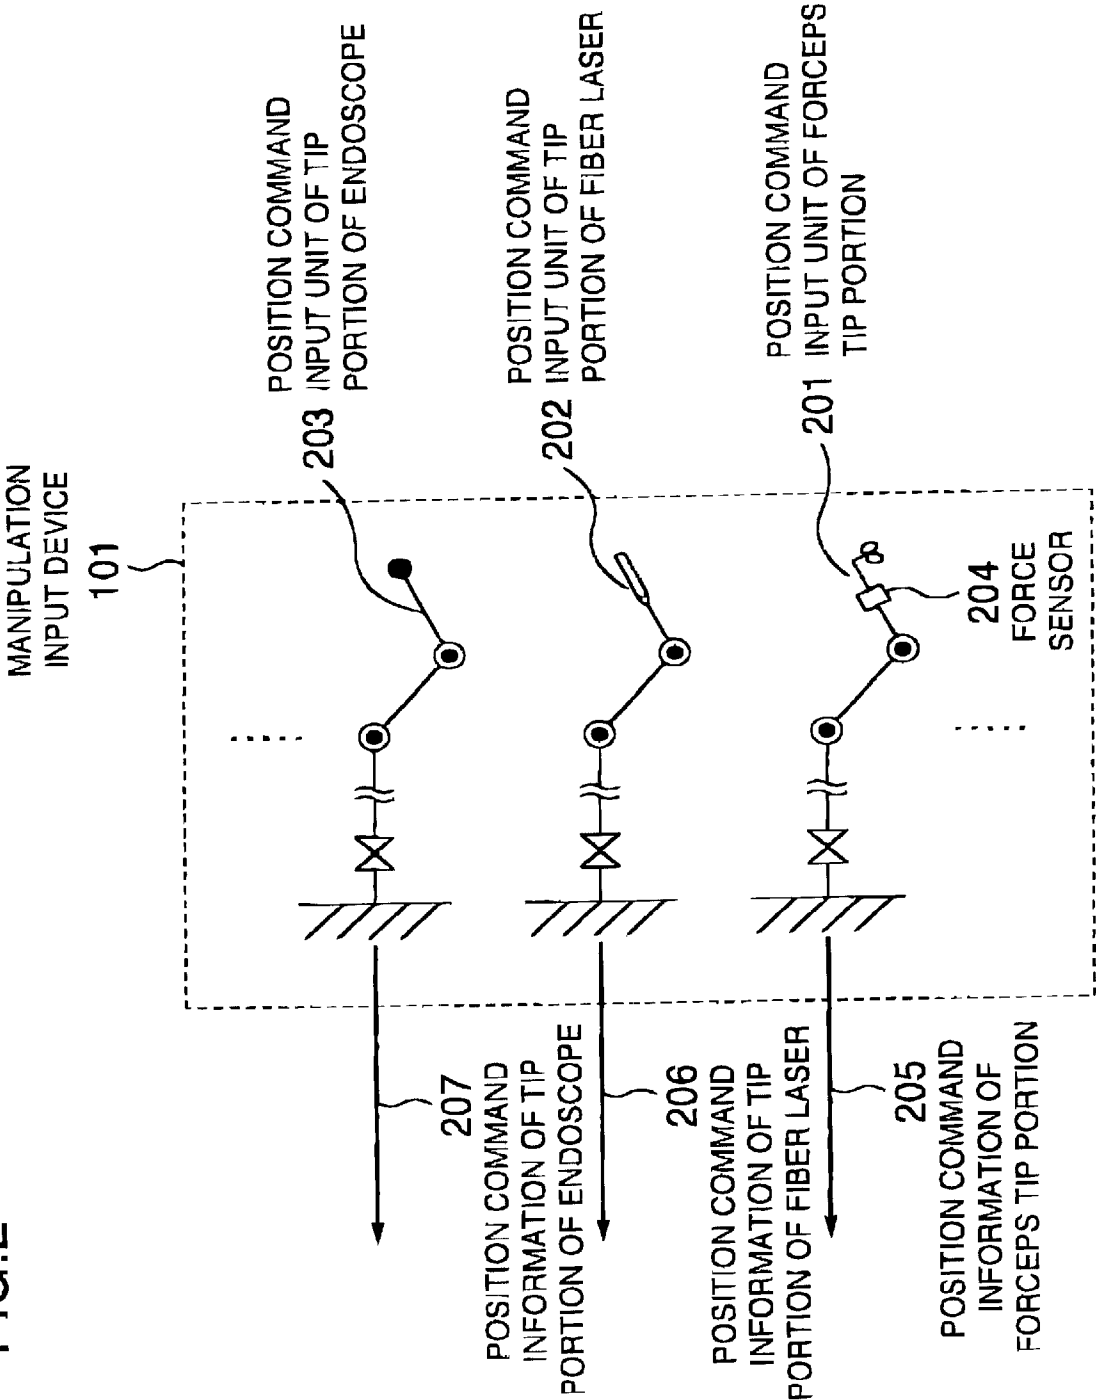 FIG.2
MANIPULATION
INPUT DEVICE
101
203
POSITION COMMAND
INPUT UNIT OF TIP
PORTION OF ENDOSCOPE
207
POSITION COMMAND
INFORMATION OF TIP
PORTION OF ENDOSCOPE
202
POSITION COMMAND
INPUT UNIT OF TIP
PORTION OF FIBER LASER
206
POSITION COMMAND
INFORMATION OF TIP
PORTION OF FIBER LASER
201
POSITION COMMAND
INPUT UNIT OF FORCEPS
TIP PORTION
204
FORCE
SENSOR
205
POSITION COMMAND
INFORMATION OF
FORCEPS TIP PORTION